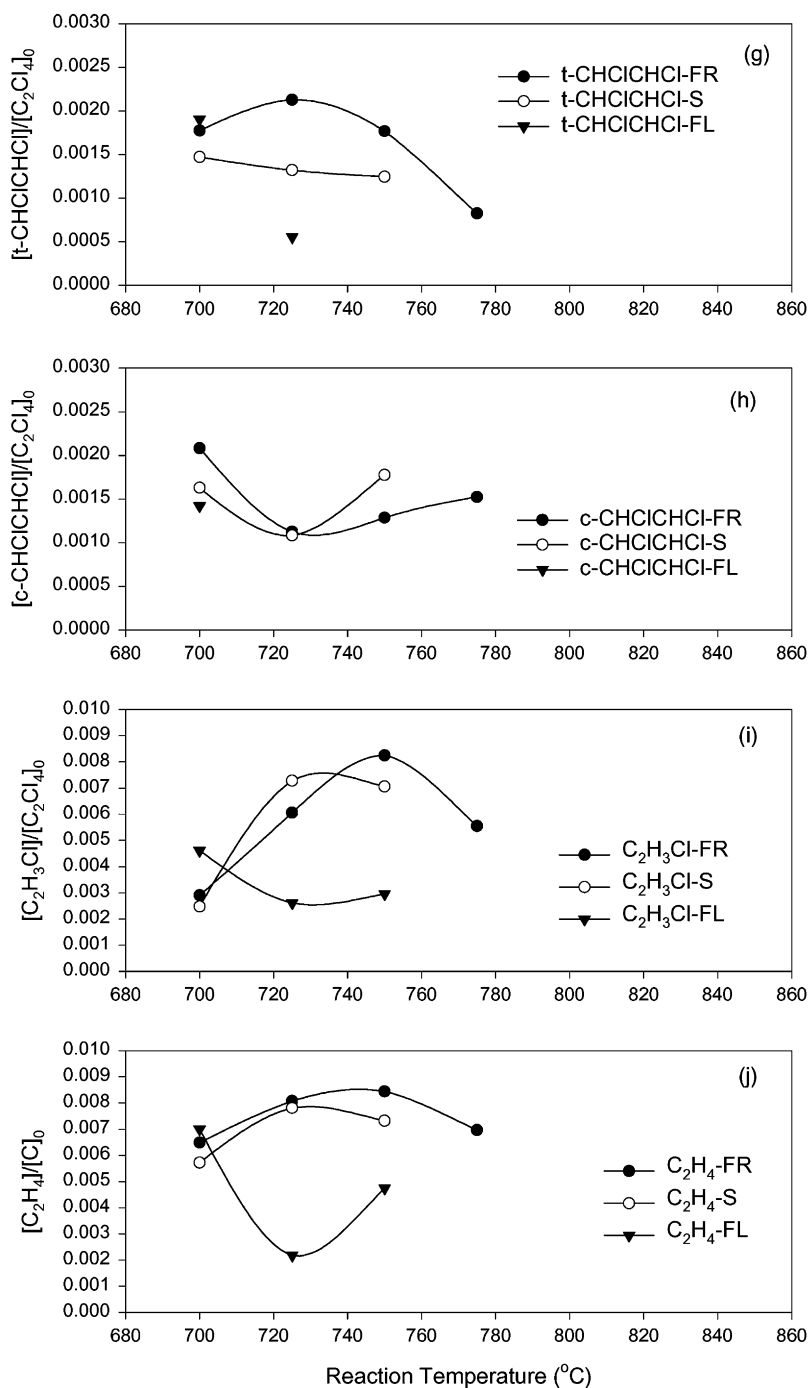 [t-CHClCHCl]/[C2Cl4]0
0.0030
0.0025
0.0020
0.0015
0.0010
0.0005
0.0000
(g)
t-CHClCHCl-FR
t-CHClCHCl-S
t-CHClCHCl-FL
680 700 720 740 760 780 800 820 840 860
[c-CHClCHCl]/[C2Cl4]0
0.0030
0.0025
0.0020
0.0015
0.0010
0.0005
0.0000
(h)
c-CHClCHCl-FR
c-CHClCHCl-S
c-CHClCHCl-FL
680 700 720 740 760 780 800 820 840 860
[C2H3Cl]/[C2Cl4]0
0.010
0.009
0.008
0.007
0.006
0.005
0.004
0.003
0.002
0.001
0.000
(i)
C2H3Cl-FR
C2H3Cl-S
C2H3Cl-FL
680 700 720 740 760 780 800 820 840 860
[C2H4]/[C]0
0.010
0.009
0.008
0.007
0.006
0.005
0.004
0.003
0.002
0.001
0.000
(j)
C2H4-FR
C2H4-S
C2H4-FL
680 700 720 740 760 780 800 820 840 860
Reaction Temperature (oC)